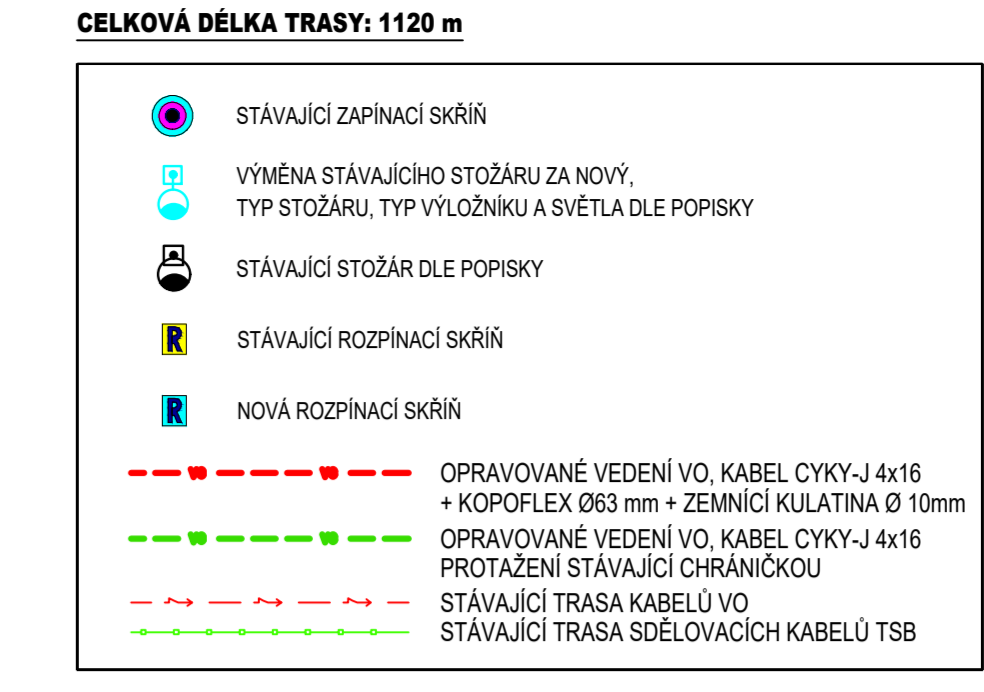 CELKOVÁ DÉLKA TRASY: 1120 m
STÁVAJÍCÍ ZAPÍNACÍ SKŘÍŇ
VÝMĚNA STÁVAJÍCÍHO STOŽÁRU ZA NOVÝ,
TYP STOŽÁRU, TYP VÝLOŽNÍKU A SVĚTLA DLE POPISKY
STÁVAJÍCÍ STOŽÁR DLE POPISKY
R STÁVAJÍCÍ ROZPÍNACÍ SKŘÍŇ
R NOVÁ ROZPÍNACÍ SKŘÍŇ
OPRAVOVANÉ VEDENÍ VO, KABEL CYKY-J 4x16
+ KOPOFLEX Ø63 mm + ZEMNÍCÍ KULATINA Ø 10mm
OPRAVOVANÉ VEDENÍ VO, KABEL CYKY-J 4x16
PROTAŽENÍ STÁVAJÍCÍ CHRÁNIČKOU
STÁVAJÍCÍ TRASA KABELŮ VO
STÁVAJÍCÍ TRASA SDĚLOVACÍCH KABELŮ TSB